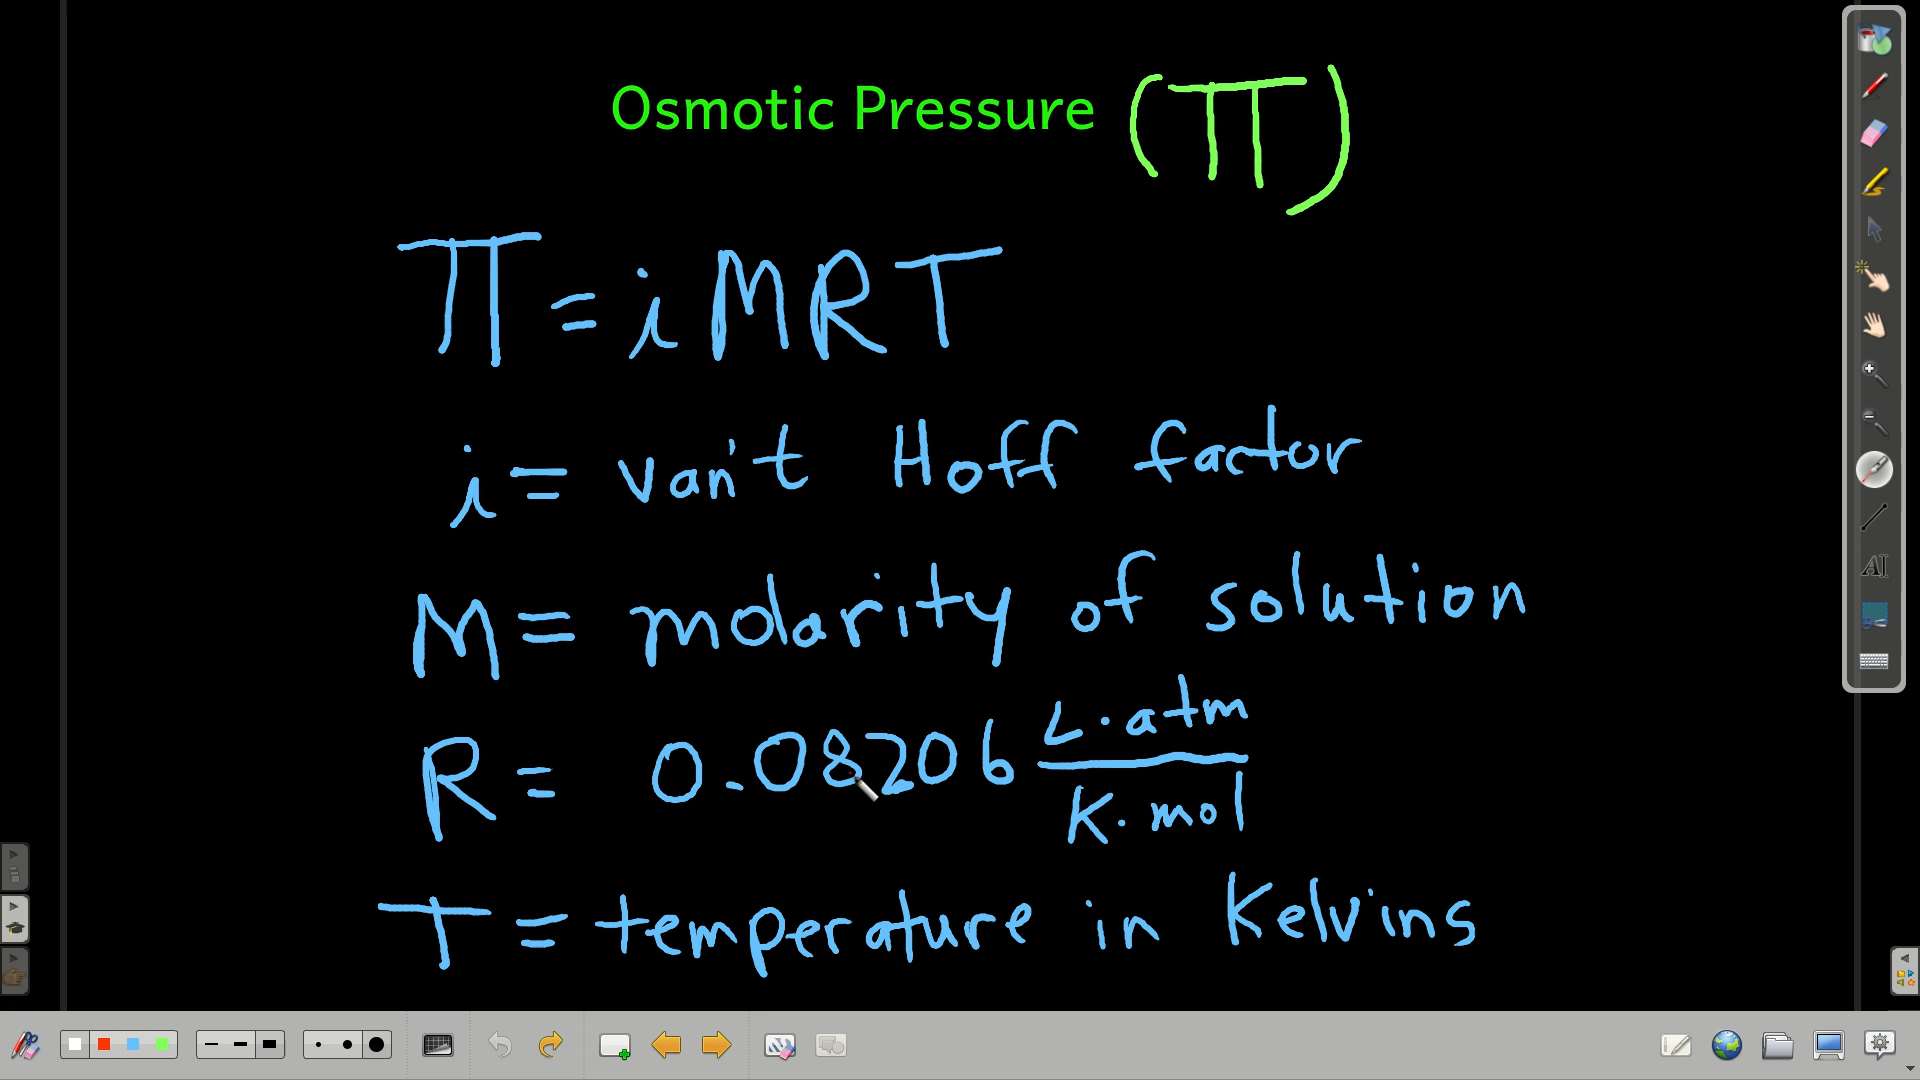 Osmotic Pressure (π)
π = iMRT
i = van't Hoff factor
M = molarity of solution
R = 0.08206 L·atm / K·mol
T = temperature in Kelvins